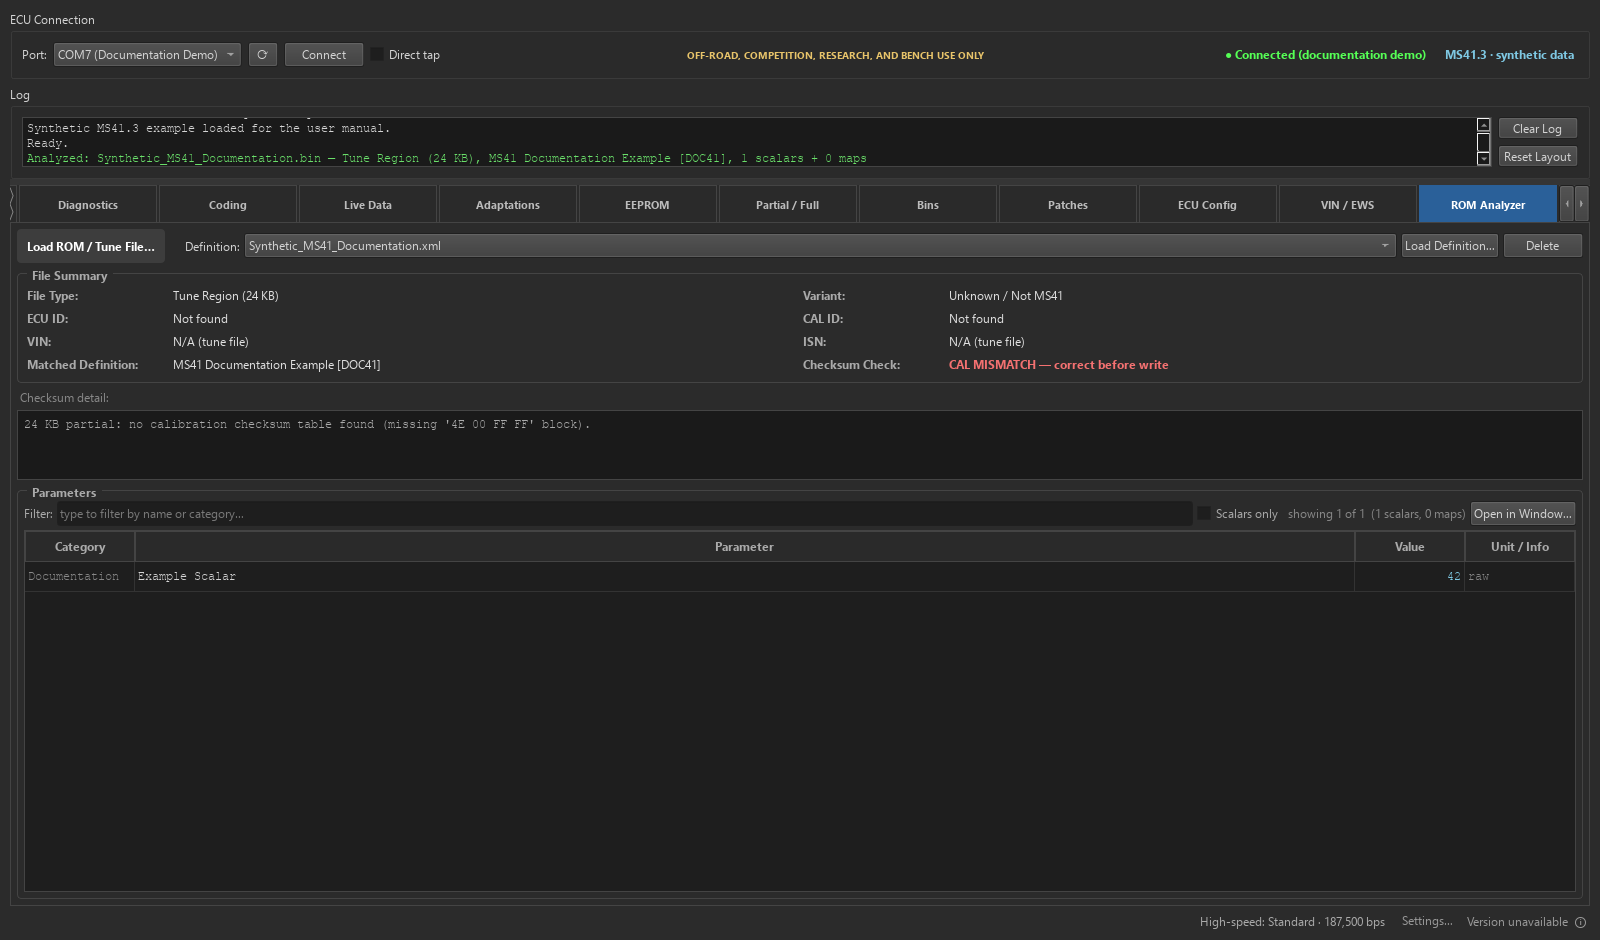 ECU Connection
Port: COM7 (Documentation Demo) Connect Direct tap OFF-ROAD, COMPETITION, RESEARCH, AND BENCH USE ONLY ● Connected (documentation demo) MS41.3 · synthetic data
Log
Synthetic MS41.3 example loaded for the user manual.
Ready.
Analyzed: Synthetic_MS41_Documentation.bin — Tune Region (24 KB), MS41 Documentation Example [DOC41], 1 scalars + 0 maps
Clear Log
Reset Layout
Diagnostics Coding Live Data Adaptations EEPROM Partial / Full Bins Patches ECU Config VIN / EWS ROM Analyzer
Load ROM / Tune File... Definition: Synthetic_MS41_Documentation.xml Load Definition... Delete
File Summary
File Type: Tune Region (24 KB) Variant: Unknown / Not MS41
ECU ID: Not found CAL ID: Not found
VIN: N/A (tune file) ISN: N/A (tune file)
Matched Definition: MS41 Documentation Example [DOC41] Checksum Check: CAL MISMATCH — correct before write
Checksum detail:
24 KB partial: no calibration checksum table found (missing '4E 00 FF FF' block).
Parameters
Filter: type to filter by name or category... Scalars only showing 1 of 1 (1 scalars, 0 maps) Open in Window...
Category Parameter Value Unit / Info
Documentation Example Scalar 42 raw
High-speed: Standard · 187,500 bps Settings... Version unavailable